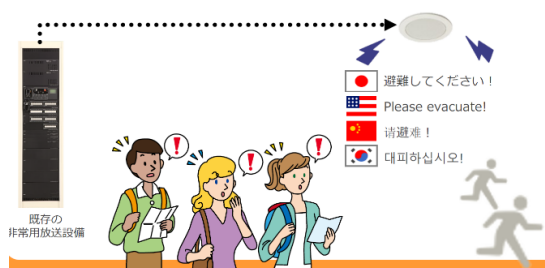 避難してください！
Please evacuate!
请避难！
대피하십시오!
既存の
非常用放送設備